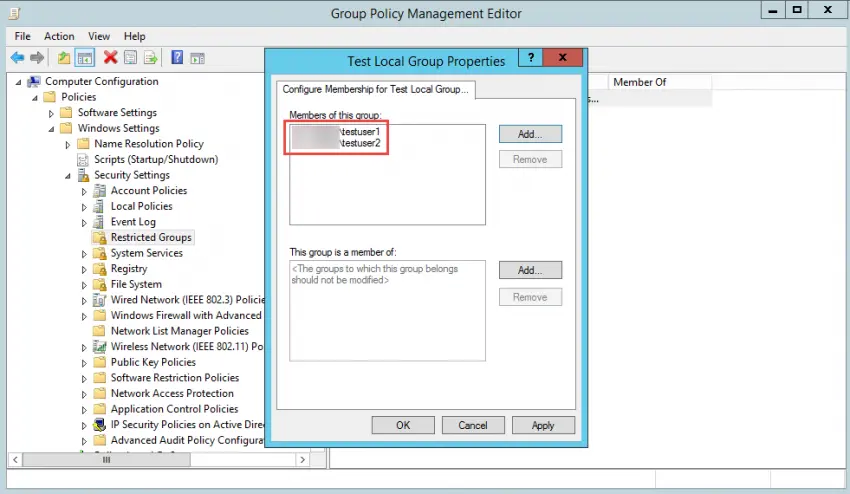 Group Policy Management Editor
File Action View Help
Computer Configuration
Policies
Software Settings
Windows Settings
Name Resolution Policy
Scripts (Startup/Shutdown)
Security Settings
Account Policies
Local Policies
Event Log
Restricted Groups
System Services
Registry
File System
Wired Network (IEEE 802.3) Policie
Windows Firewall with Advanced
Network List Manager Policies
Wireless Network (IEEE 802.11) Po
Public Key Policies
Software Restriction Policies
Network Access Protection
Application Control Policies
IP Security Policies on Active Direc
Advanced Audit Policy Configura
Test Local Group Properties
?
Configure Membership for Test Local Group...
Members of this group:
\testuser1
\testuser2
Add...
Remove
This group is a member of:
<The groups to which this group belongs
should not be modified>
Add...
Remove
OK Cancel Apply
Member Of
s...